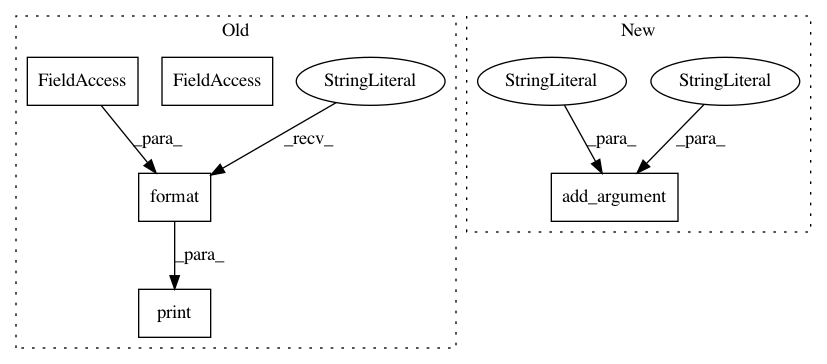 Old
New
FieldAccess
FieldAccess
StringLiteral
StringLiteral
StringLiteral
_para_
_recv_
_para_
_para_
format
add_argument
_para_
print